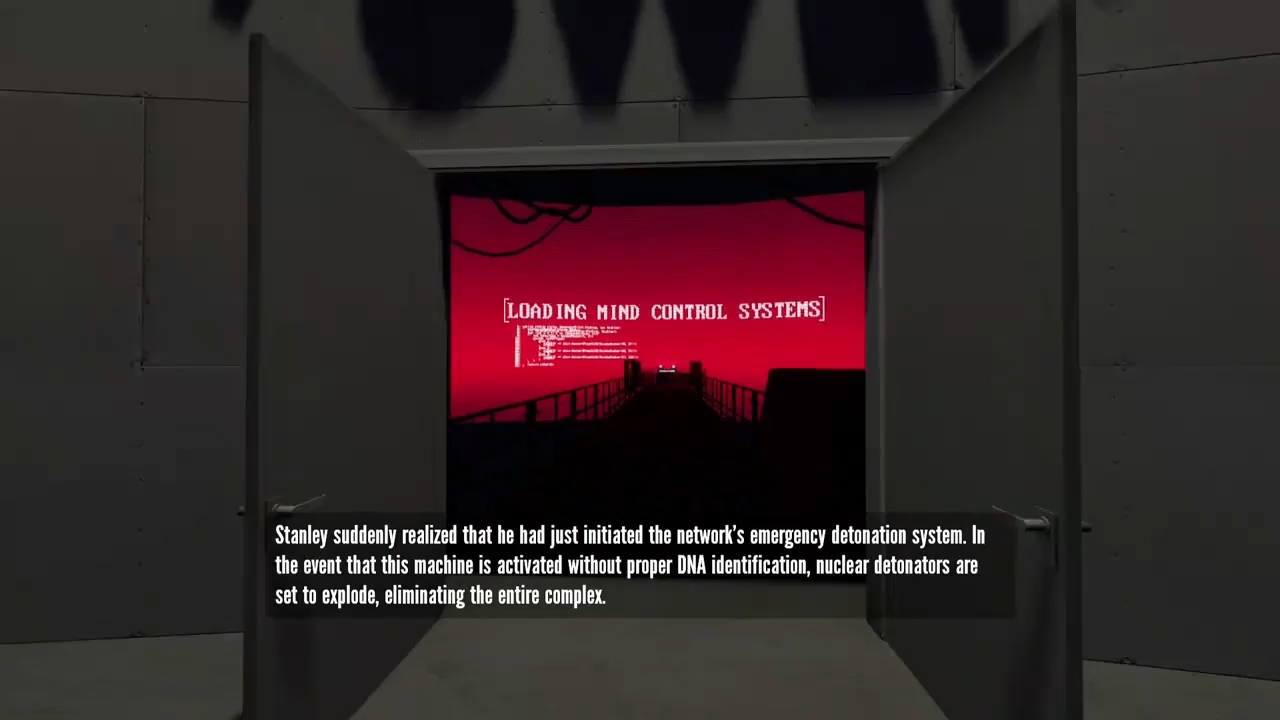 [LOADING MIND CONTROL SYSTEMS]
Stanley suddenly realized that he had just initiated the network's emergency detonation system. In
the event that this machine is activated without proper DNA identification, nuclear detonators are
set to explode, eliminating the entire complex.